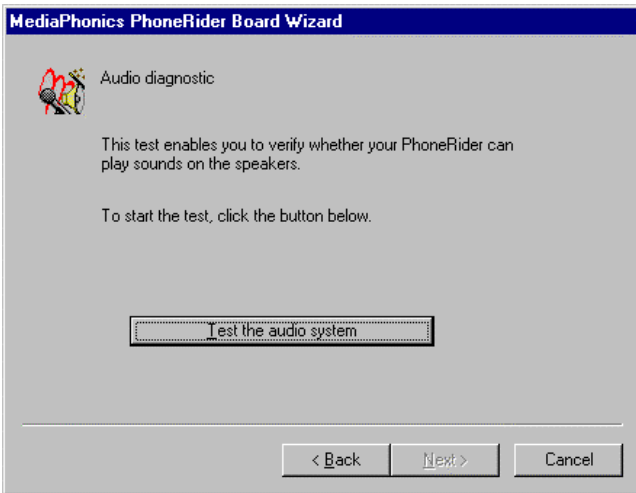 MediaPhonics PhoneRider Board Wizard
Audio diagnostic
This test enables you to verify whether your PhoneRider can
play sounds on the speakers.
To start the test, click the button below.
Test the audio system
< Back
Next >
Cancel